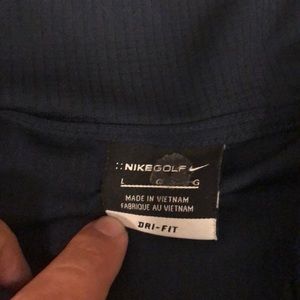 ::NIKEGOLF
L G G
MADE IN VIETNAM
FABRIQUE AU VIETNAM
DRI-FIT